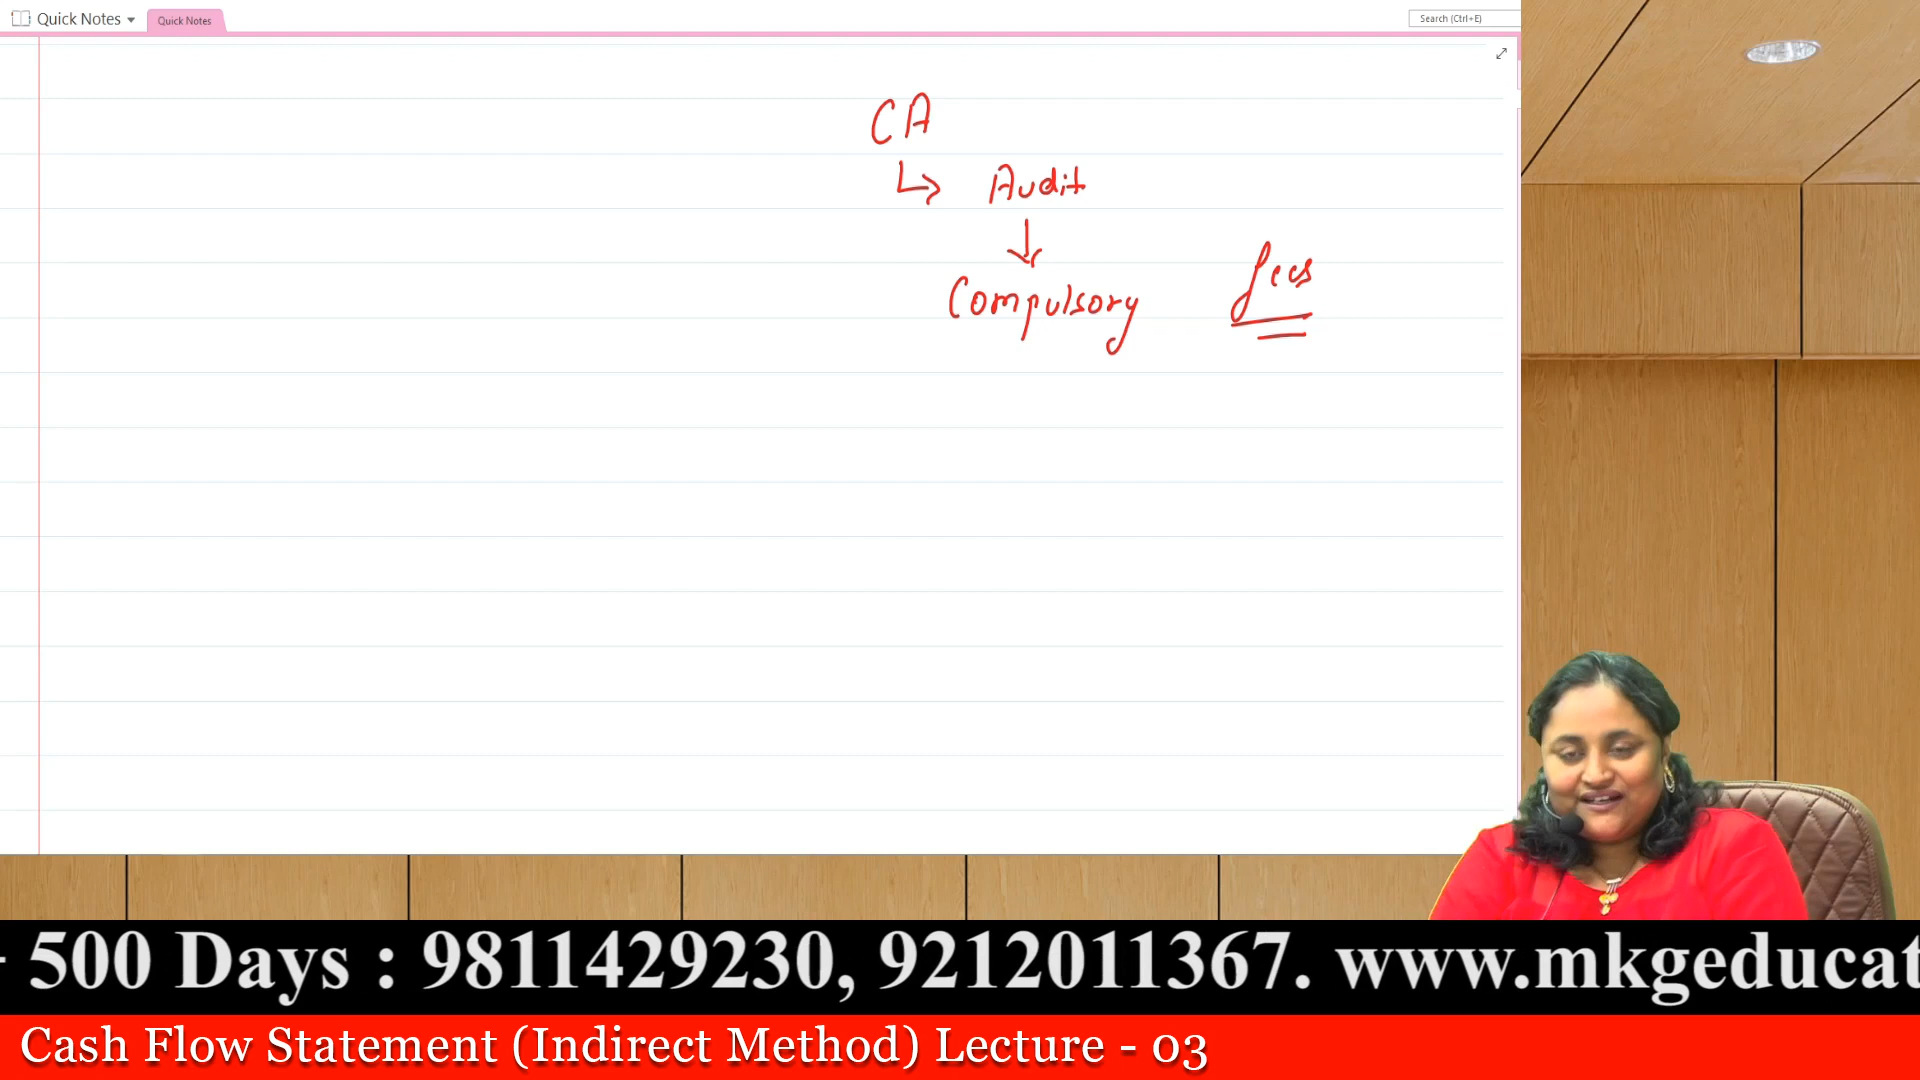 Quick Notes
Quick Notes
Search (Ctrl+E)
CA
Audit
Compulsory
fees
500 Days : 9811429230, 9212011367. www.mkgeducat
Cash Flow Statement (Indirect Method) Lecture - 03